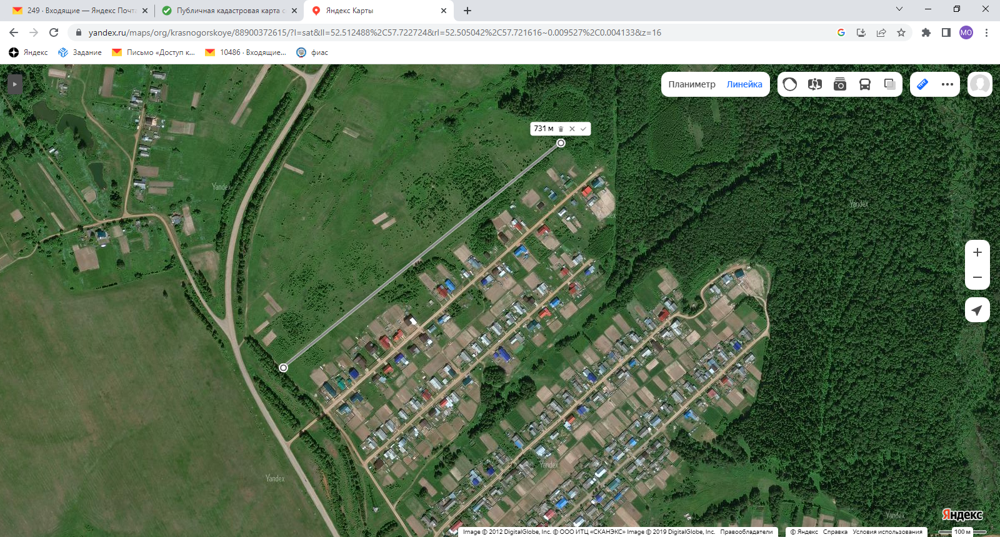 249 · Входящие — Яндекс Почта
Публичная кадастровая карта с
Яндекс Карты
yandex.ru/maps/org/krasnogorskoye/88900372615/?l=sat&ll=52.512488%2C57.722724&rl=52.505042%2C57.721616~0.009527%2C0.004133&z=16
МО
Яндекс
Задание
Письмо «Доступ к...
10486 · Входящие...
фиас
Планиметр
Линейка
731 м
Yandex
Yandex
Yandex
Yandex
Yandex
Yandex
Яндекс
Image © 2012 DigitalGlobe, Inc. © ООО ИТЦ «СКАНЭКС» Image © 2019 DigitalGlobe, Inc. Правообладатели
© Яндекс Справка Условия использования
100 м